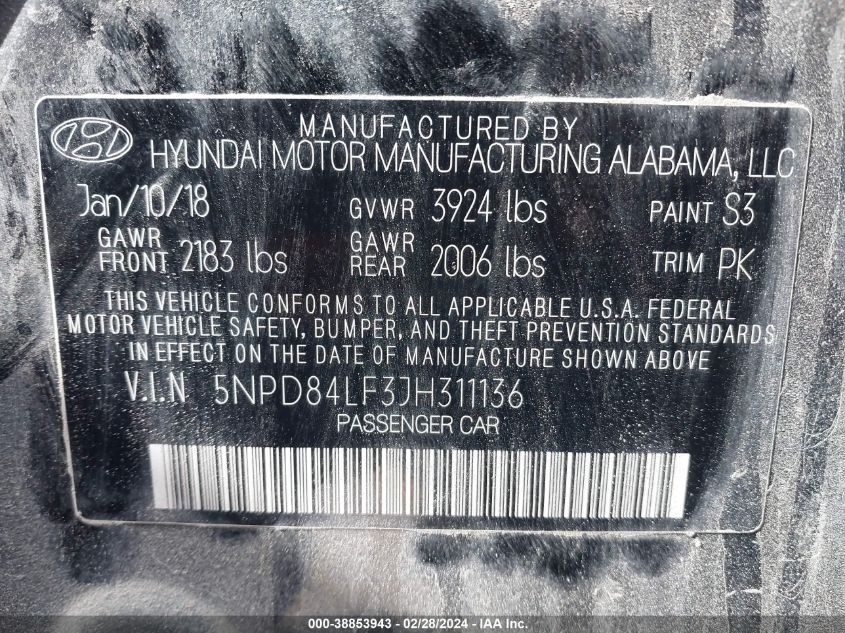 MANUFACTURED BY
HYUNDAI MOTOR MANUFACTURING ALABAMA, LLC
Jan/10/18 GVWR 3924 lbs PAINT S3
GAWR FRONT 2183 lbs GAWR REAR 2006 lbs TRIM PK
THIS VEHICLE CONFORMS TO ALL APPLICABLE U.S.A. FEDERAL
MOTOR VEHICLE SAFETY, BUMPER, AND THEFT PREVENTION STANDARDS
IN EFFECT ON THE DATE OF MANUFACTURE SHOWN ABOVE
V.I.N 5NPD84LF3JH311136
PASSENGER CAR
000-38853943 - 02/28/2024 - IAA Inc.